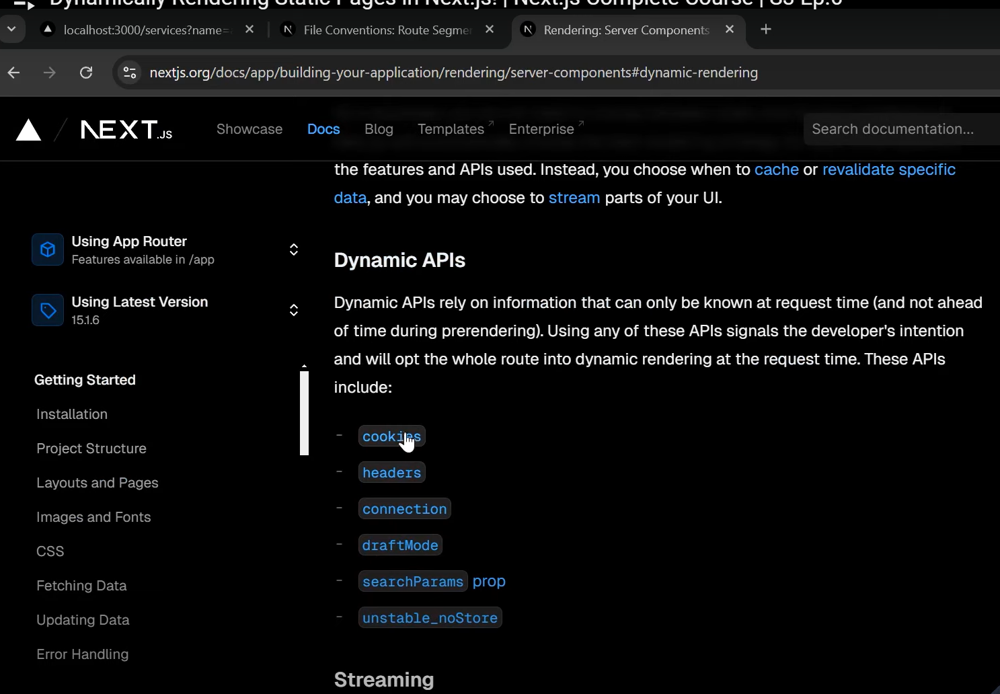 Dynamically Rendering Static Pages in Next.js! | Next.js Complete Course | S3 Ep.6
localhost:3000/services?name=
File Conventions: Route Segme
Rendering: Server Components
nextjs.org/docs/app/building-your-application/rendering/server-components#dynamic-rendering
NEXT.JS
Showcase
Docs
Blog
Templates
Enterprise
Search documentation...
the features and APIs used. Instead, you choose when to cache or revalidate specific
data, and you may choose to stream parts of your UI.
Using App Router
Features available in /app
Using Latest Version
15.1.6
Getting Started
Installation
Project Structure
Layouts and Pages
Images and Fonts
CSS
Fetching Data
Updating Data
Error Handling
Dynamic APIs
Dynamic APIs rely on information that can only be known at request time (and not ahead
of time during prerendering). Using any of these APIs signals the developer's intention
and will opt the whole route into dynamic rendering at the request time. These APIs
include:
- cookies
- headers
- connection
- draftMode
- searchParams prop
- unstable_noStore
Streaming